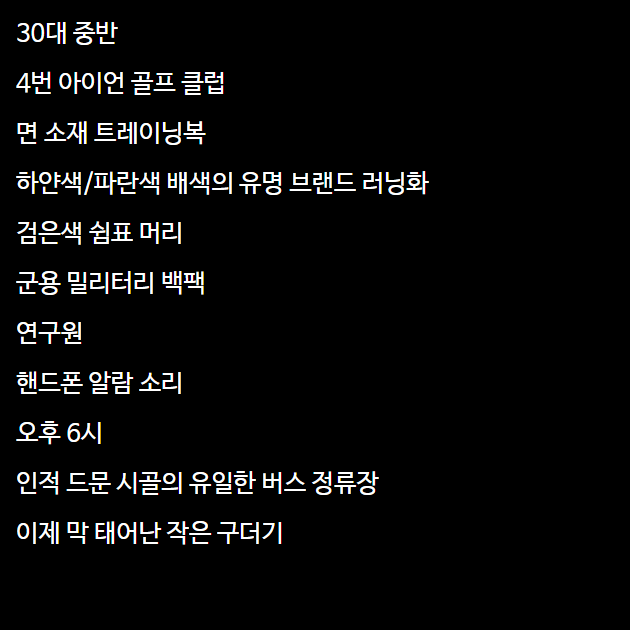 30대 중반
4번 아이언 골프 클럽
면 소재 트레이닝복
하얀색/파란색 배색의 유명 브랜드 러닝화
검은색 쉼표 머리
군용 밀리터리 백팩
연구원
핸드폰 알람 소리
오후 6시
인적 드문 시골의 유일한 버스 정류장
이제 막 태어난 작은 구더기